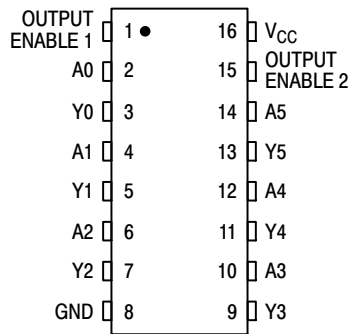 OUTPUT
ENABLE 1 1 16 VCC
A0 2 15 OUTPUT
ENABLE 2
Y0 3 14 A5
A1 4 13 Y5
Y1 5 12 A4
A2 6 11 Y4
Y2 7 10 A3
GND 8 9 Y3